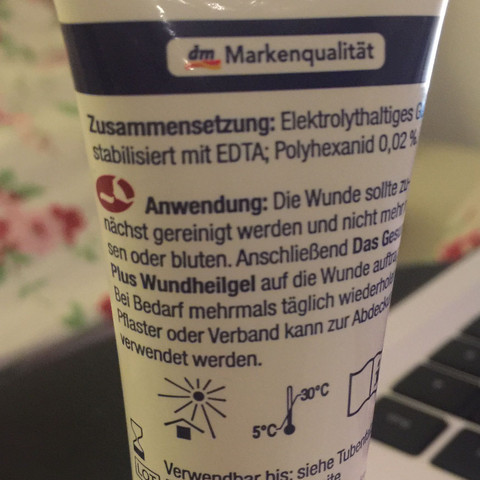 dm Markenqualität
Zusammensetzung: Elektrolythaltiges
stabilisiert mit EDTA; Polyhexanid 0,02 %
Anwendung: Die Wunde sollte zu-
nächst gereinigt werden und nicht mehr
sen oder bluten. Anschließend Das
Plus Wundheilgel auf die Wunde
Bei Bedarf mehrmals täglich
Pflaster oder Verband kann zur
verwendet werden.
30°C
5°C
LOT
Verwendbar bis: siehe